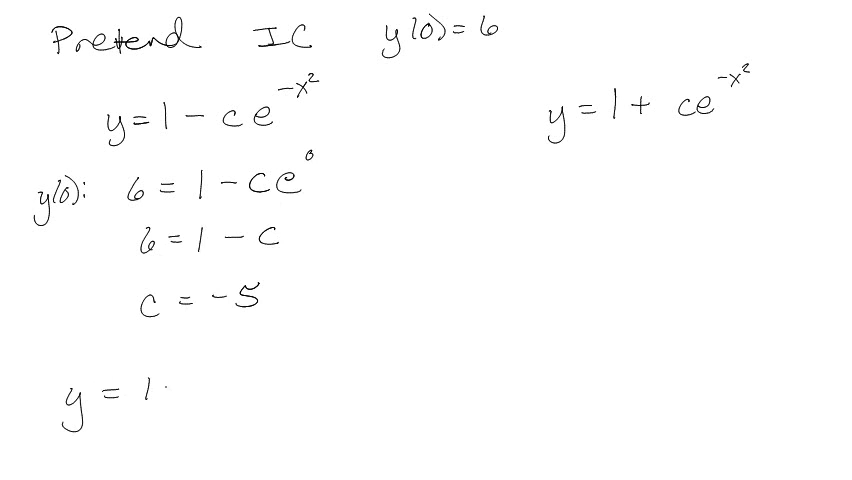 Pretend IC y(0) = 6
y = 1 - ce^{-x^2}
y = 1 + ce^{-x^2}
y(0): 6 = 1 - ce^0
6 = 1 - c
c = -5
y = 1